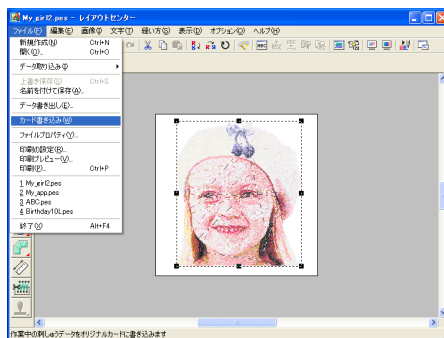 My_girl2.pes - レイアウトセンター
ファイル(F) 編集(E) 画像(I) 文字(T) 縫い方(S) 表示(D) オプション(O) ヘルプ(H)
新規作成(N) Ctrl+N
開く(O)... Ctrl+O
データ取り込み(I)
上書き保存(S) Ctrl+S
名前を付けて保存(A)...
データ書き出し(E)...
カード書き込み(W)
ファイルプロパティ(Y)...
印刷の設定(R)...
印刷プレビュー(V)...
印刷(P)... Ctrl+P
1 My_girl2.pes
2 My_app.pes
3 ABC.pes
4 Birthday10L.pes
終了(X) Alt+F4
作業中の刺しゅうデータをオリジナルカードに書き込みます